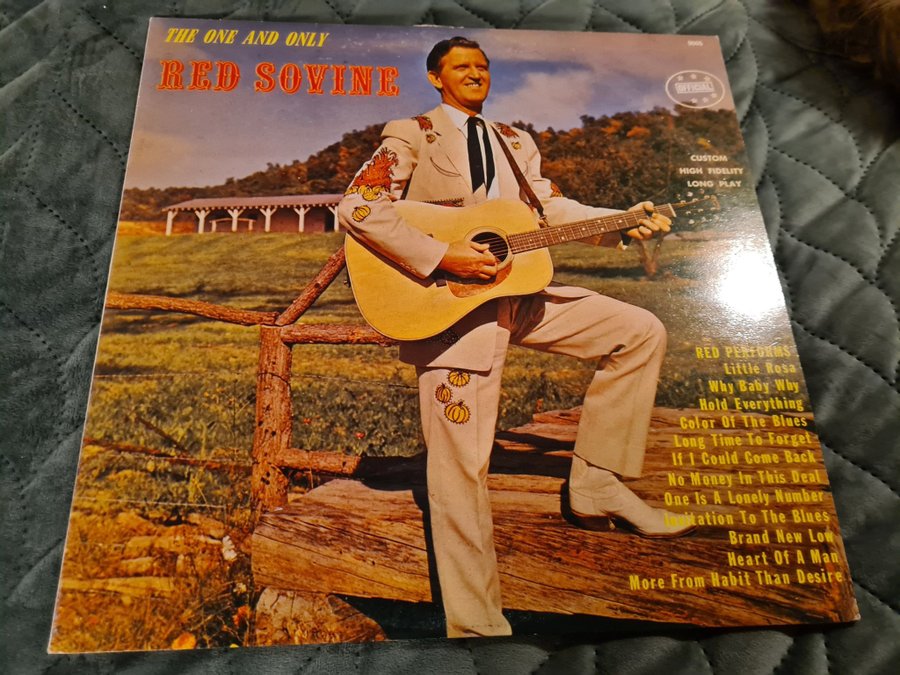 THE ONE AND ONLY
RED SOVINE
OFFICIAL
CUSTOM
HIGH FIDELITY
LONG PLAY
RED PERFORMS
Little Rosa
Why Baby Why
Hold Everything
Color Of The Blues
Long Time To Forget
If I Could Come Back
No Money In This Deal
One Is A Lonely Number
Invitation To The Blues
Brand New Low
Heart Of A Man
More From Habit Than Desire